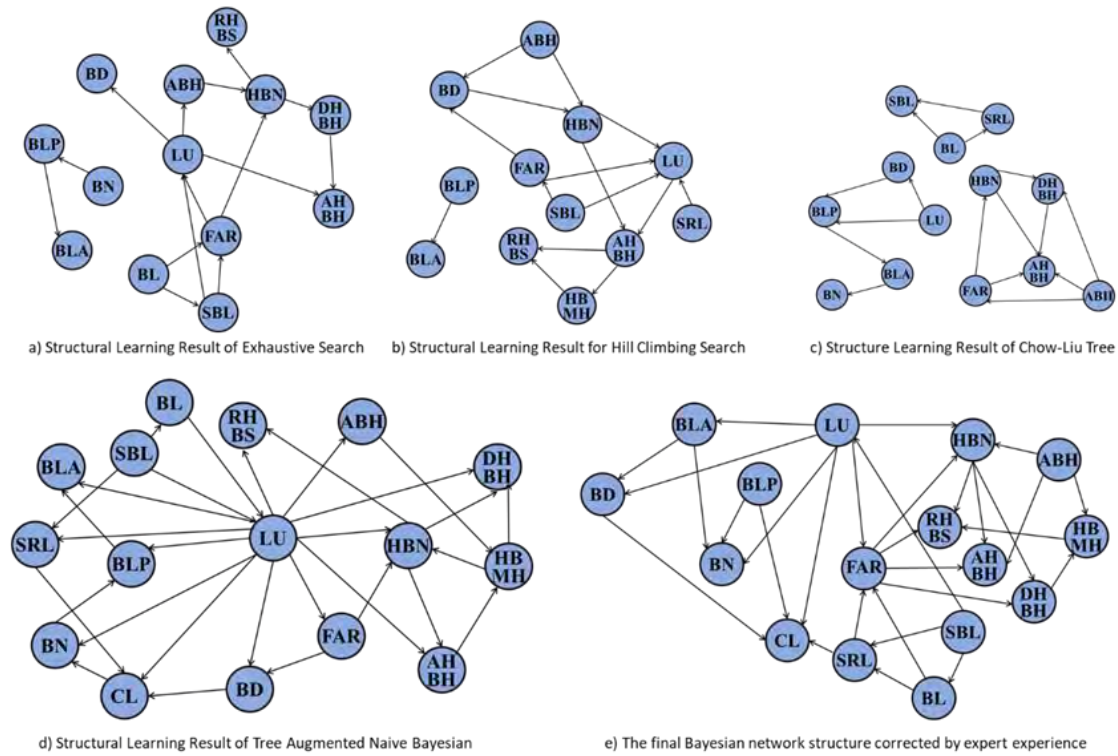 RH
BS
BD
ABH
HBN
DH
BH
BLP
LU
BN
AH
BH
FAR
BLA
BL
SBL
a) Structural Learning Result of Exhaustive Search
ABH
BD
HBN
FAR
LU
BLP
SBL
SRL
BLA
RH
BS
AH
BH
HB
MH
b) Structural Learning Result for Hill Climbing Search
SBL
SRL
BL
BD
HBN
DH
BH
BLP
LU
BLA
AH
BH
BN
FAR
ABH
c) Structure Learning Result of Chow-Liu Tree
BL
RH
BS
ABH
SBL
BLA
DH
BH
SRL
BLP
LU
HBN
HB
MH
BN
FAR
AH
BH
CL
BD
d) Structural Learning Result of Tree Augmented Naive Bayesian
BLA
LU
HBN
ABH
BD
BLP
RH
BS
HB
MH
BN
FAR
AH
BH
DH
BH
CL
SRL
SBL
BL
e) The final Bayesian network structure corrected by expert experience